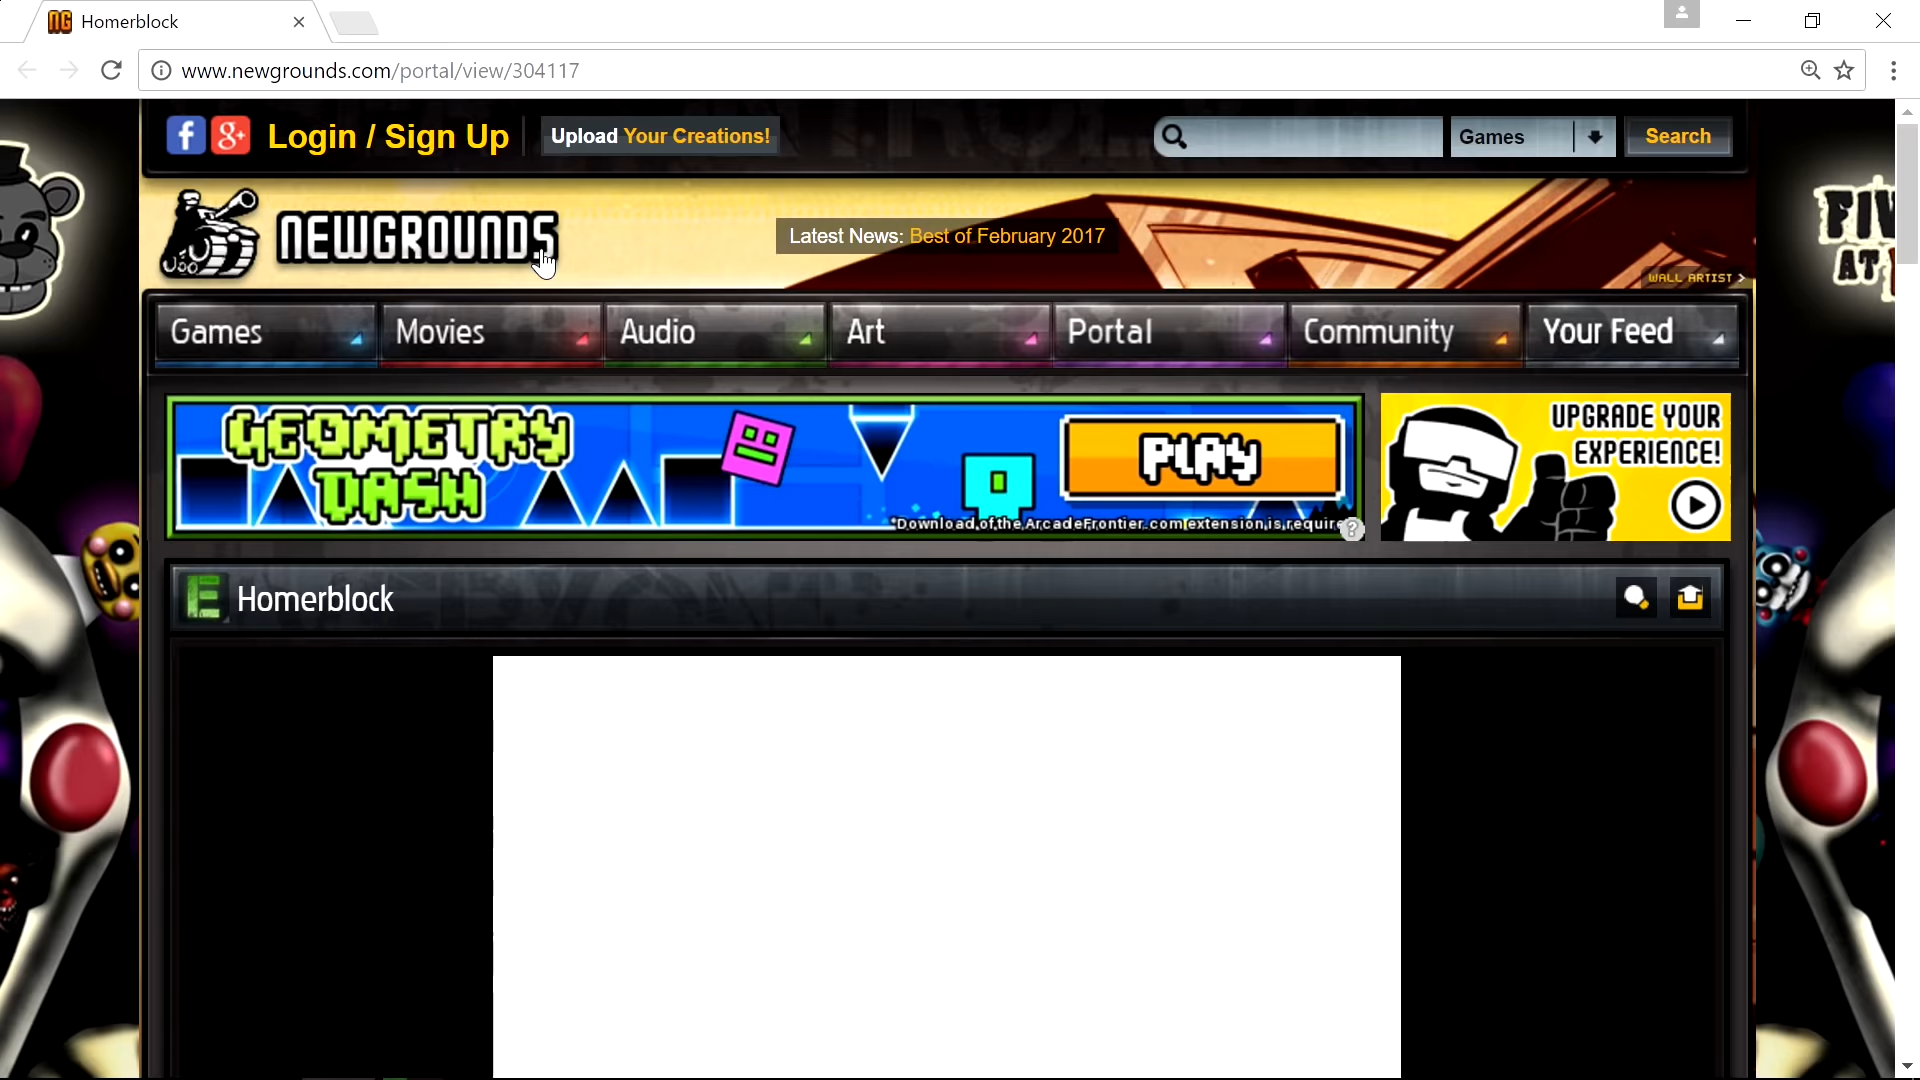 Homerblock
www.newgrounds.com/portal/view/304117
Login / Sign Up
Upload Your Creations!
Games
Search
NEWGROUNDS
Latest News: Best of February 2017
WALL ARTIST >
Games
Movies
Audio
Art
Portal
Community
Your Feed
GEOMETRY
DASH
PLAY
*Download of the ArcadeFrontier.com extension is require
?
UPGRADE YOUR
EXPERIENCE!
E
Homerblock
AT